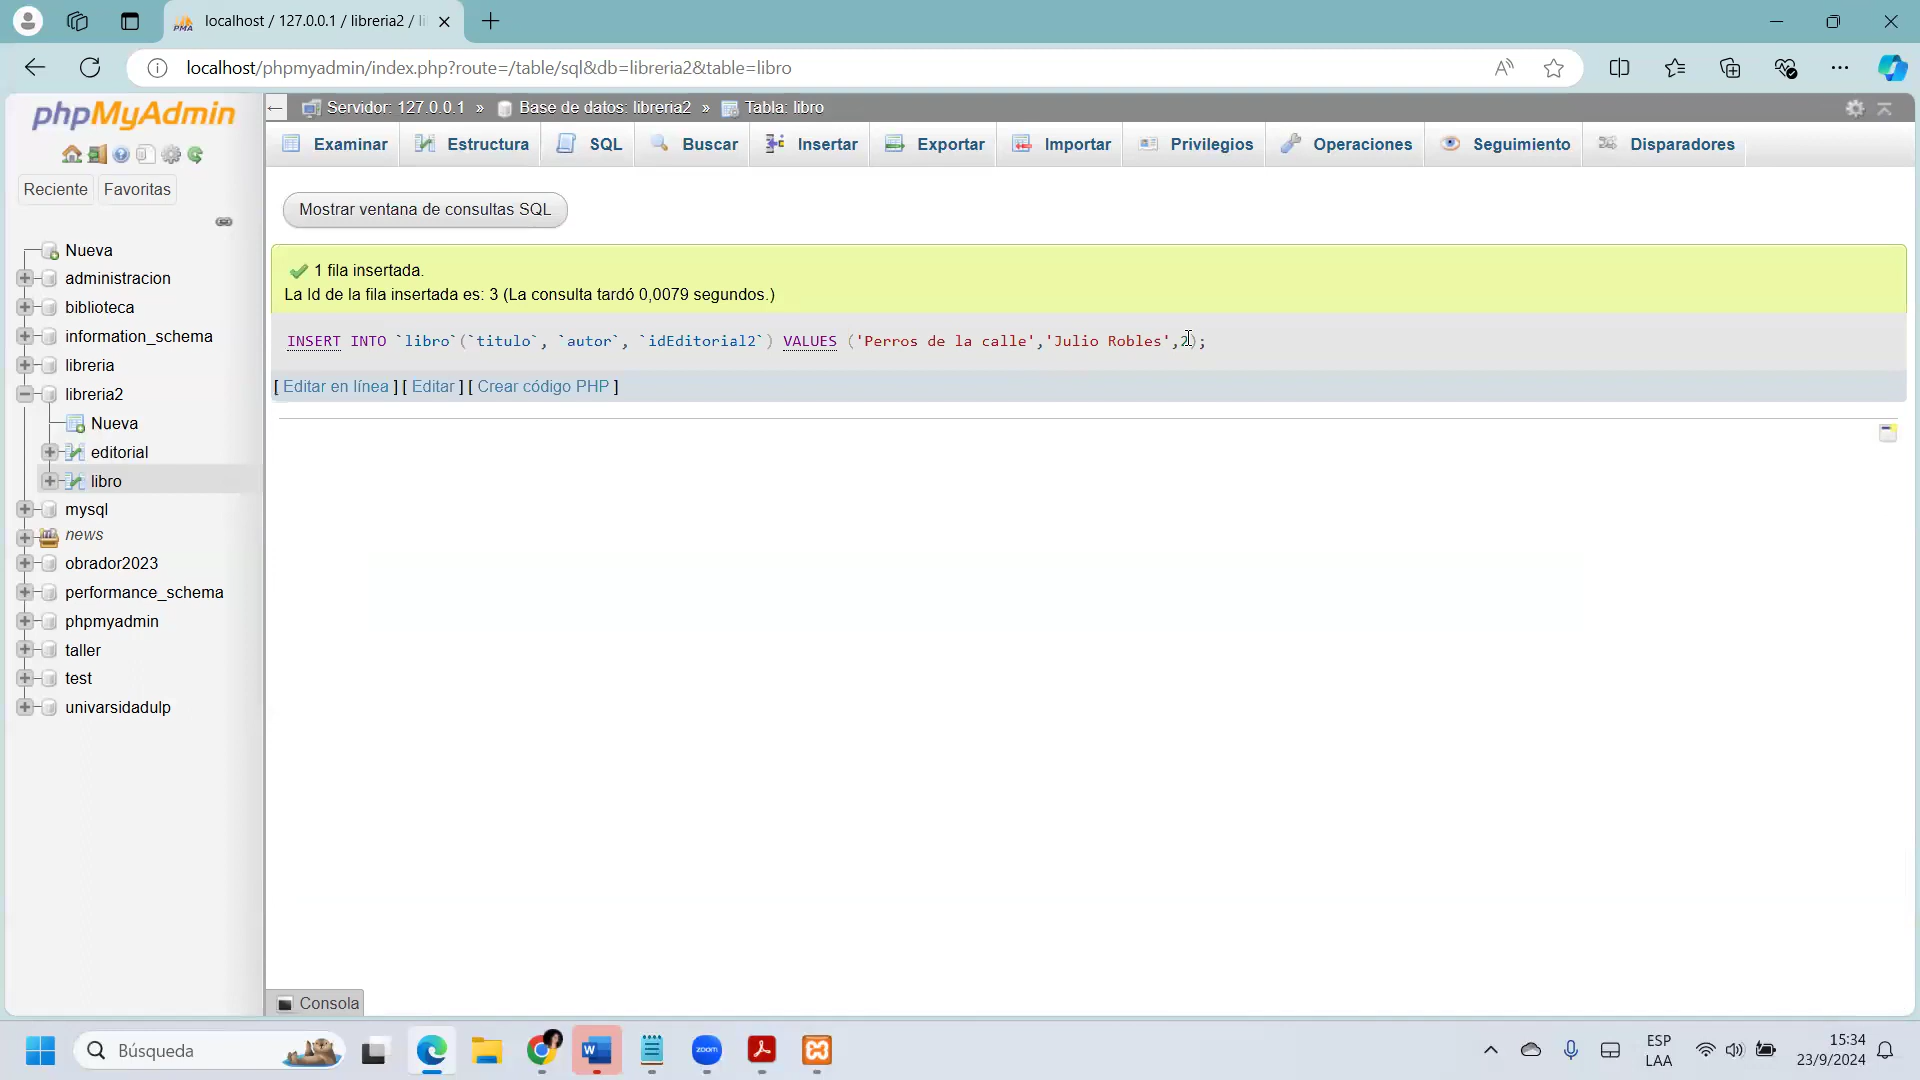 localhost / 127.0.0.1 / libreria2 / li
localhost/phpmyadmin/index.php?route=/table/sql&db=libreria2&table=libro
phpMyAdmin
Reciente Favoritas
Nueva
administracion
biblioteca
information_schema
libreria
libreria2
Nueva
editorial
libro
mysql
news
obrador2023
performance_schema
phpmyadmin
taller
test
univarsidadulp
Servidor: 127.0.0.1 » Base de datos: libreria2 » Tabla: libro
Examinar Estructura SQL Buscar Insertar Exportar Importar Privilegios Operaciones Seguimiento Disparadores
Mostrar ventana de consultas SQL
1 fila insertada.
La Id de la fila insertada es: 3 (La consulta tardó 0,0079 segundos.)
INSERT INTO `libro`(`titulo`, `autor`, `idEditorial2`) VALUES ('Perros de la calle','Julio Robles',2);
[ Editar en línea ] [ Editar ] [ Crear código PHP ]
Consola
Búsqueda
zoom
ESP
LAA
15:34
23/9/2024